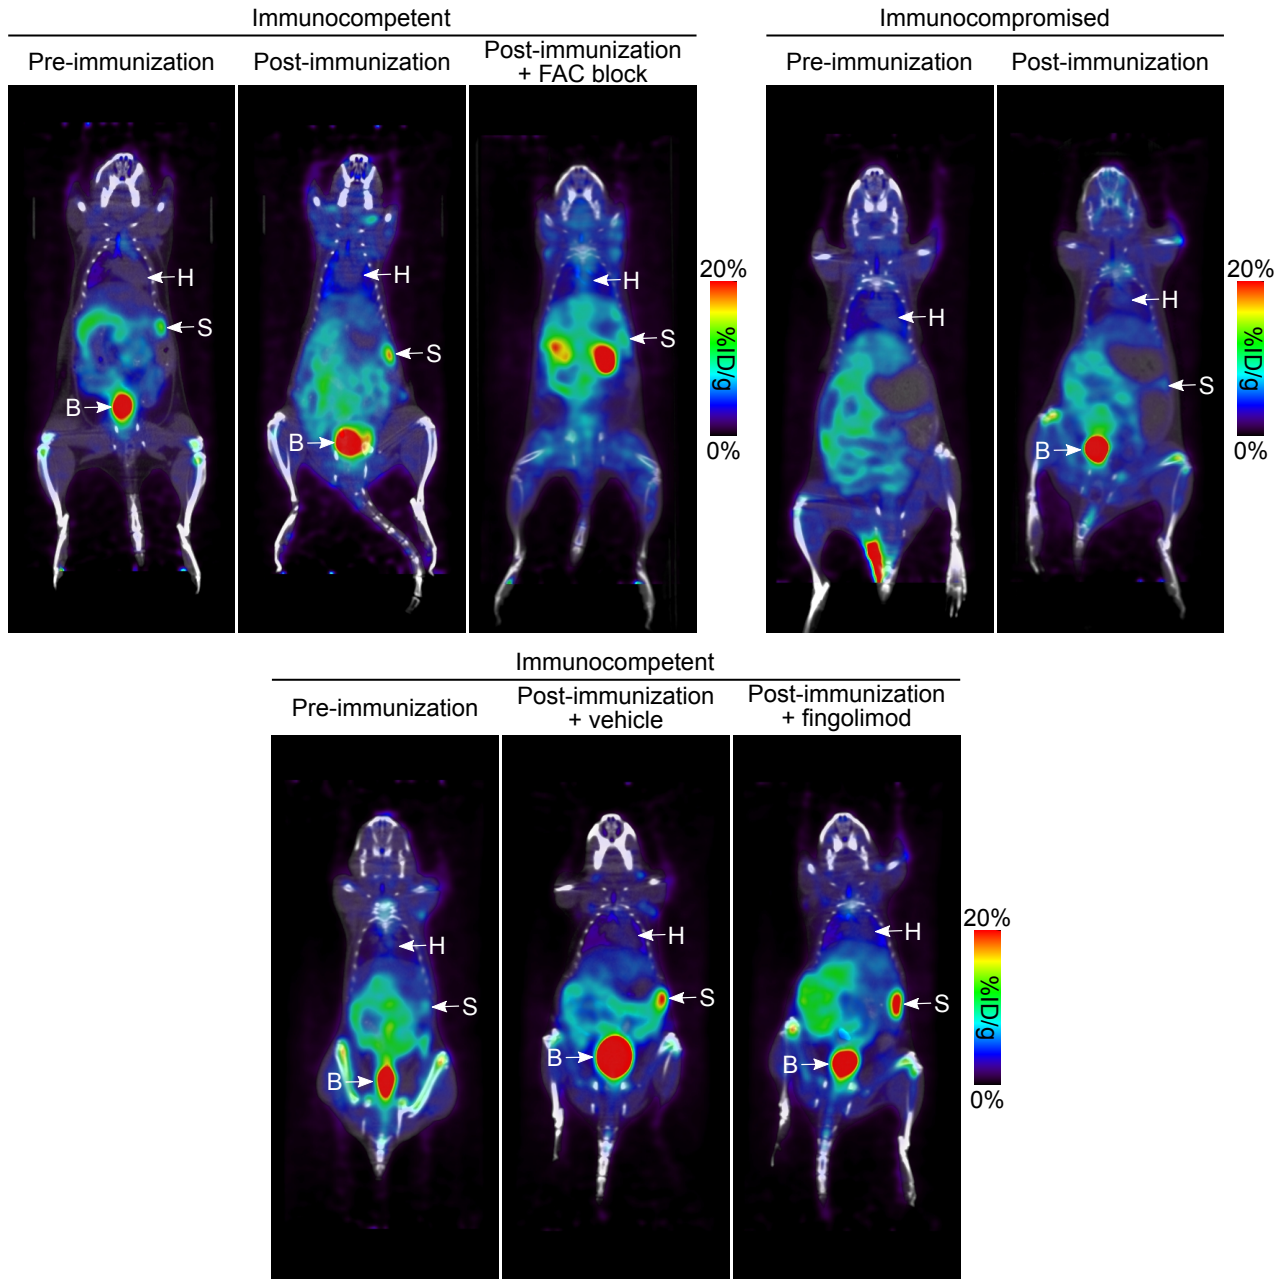 Immunocompetent
Pre-immunization
Post-immunization
Post-immunization
+ FAC block
H
S
B
H
S
B
H
S
20%
%ID/g
0%
Immunocompromised
Pre-immunization
Post-immunization
H
H
S
B
20%
%ID/g
0%
Immunocompetent
Pre-immunization
Post-immunization
+ vehicle
Post-immunization
+ fingolimod
H
S
B
H
S
B
H
S
B
20%
%ID/g
0%